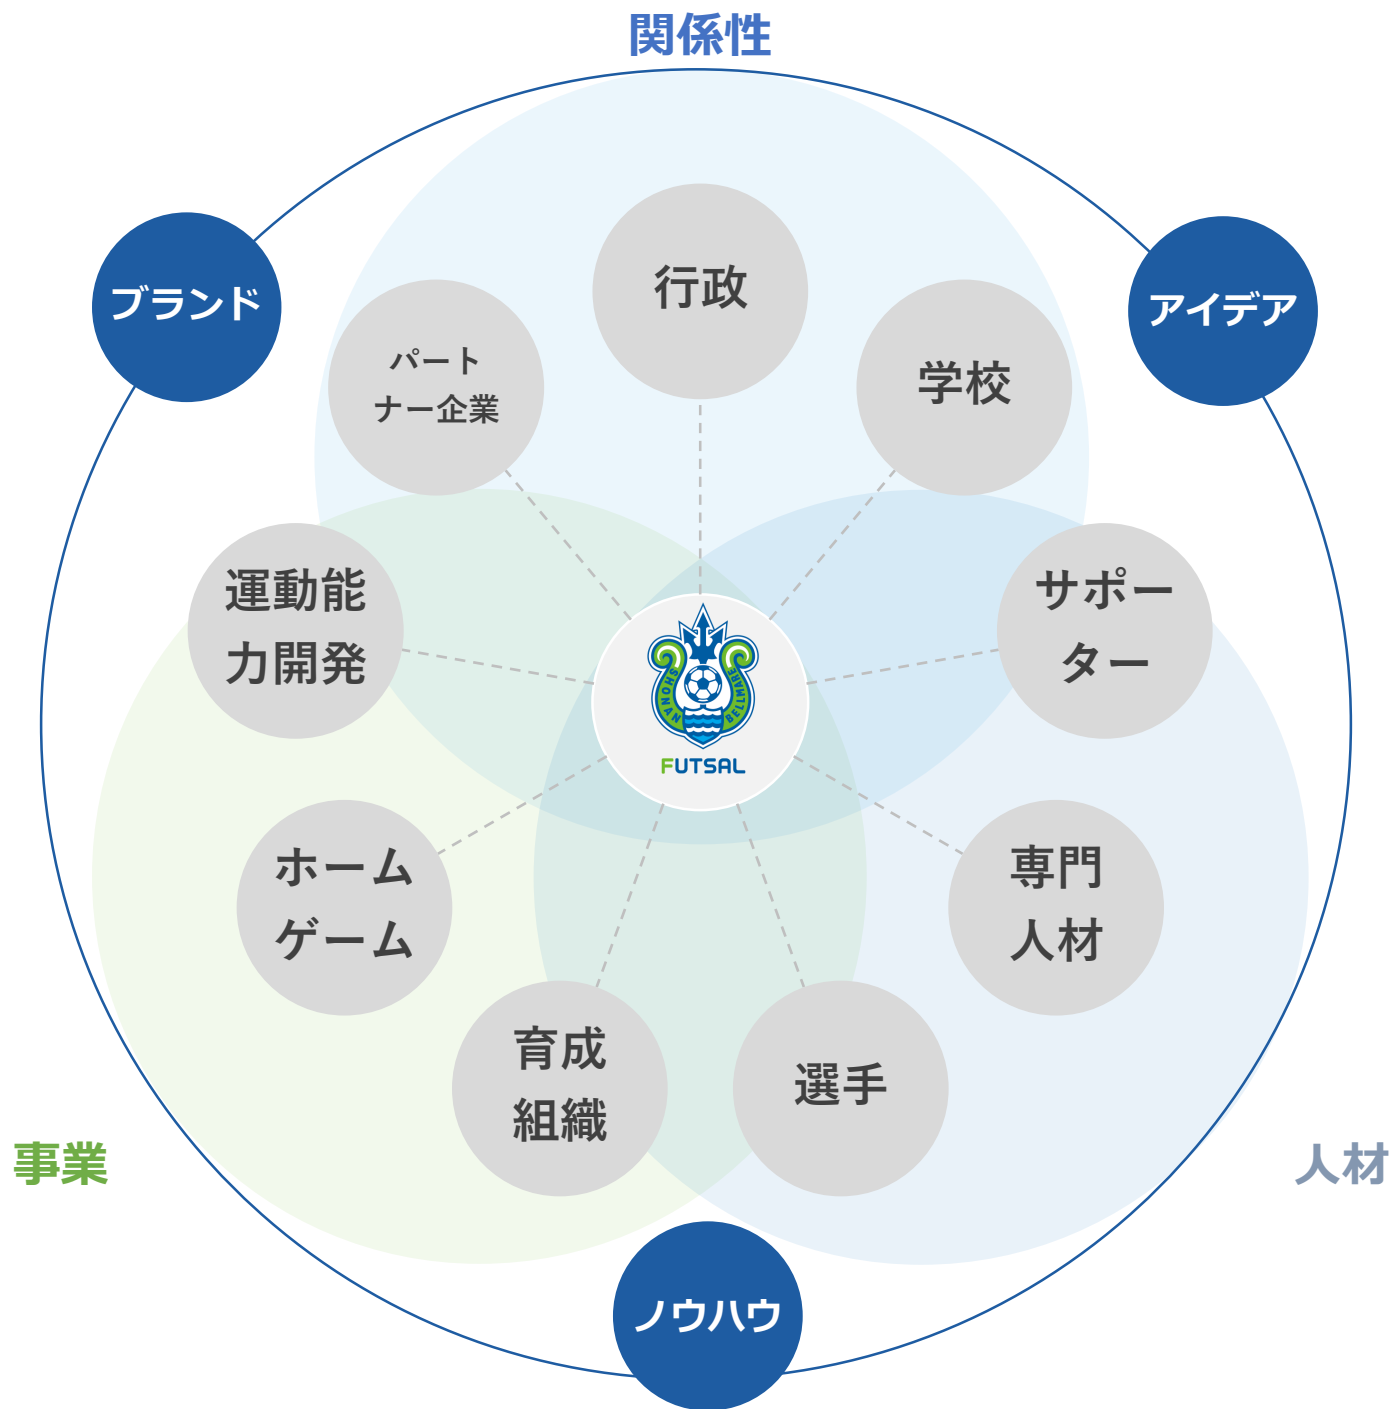 関係性
ブランド
アイデア
行政
パート
ナー企業
学校
運動能
力開発
サポー
ター
SHONAN
BELLMARE
FUTSAL
ホーム
ゲーム
専門
人材
育成
組織
選手
事業
人材
ノウハウ